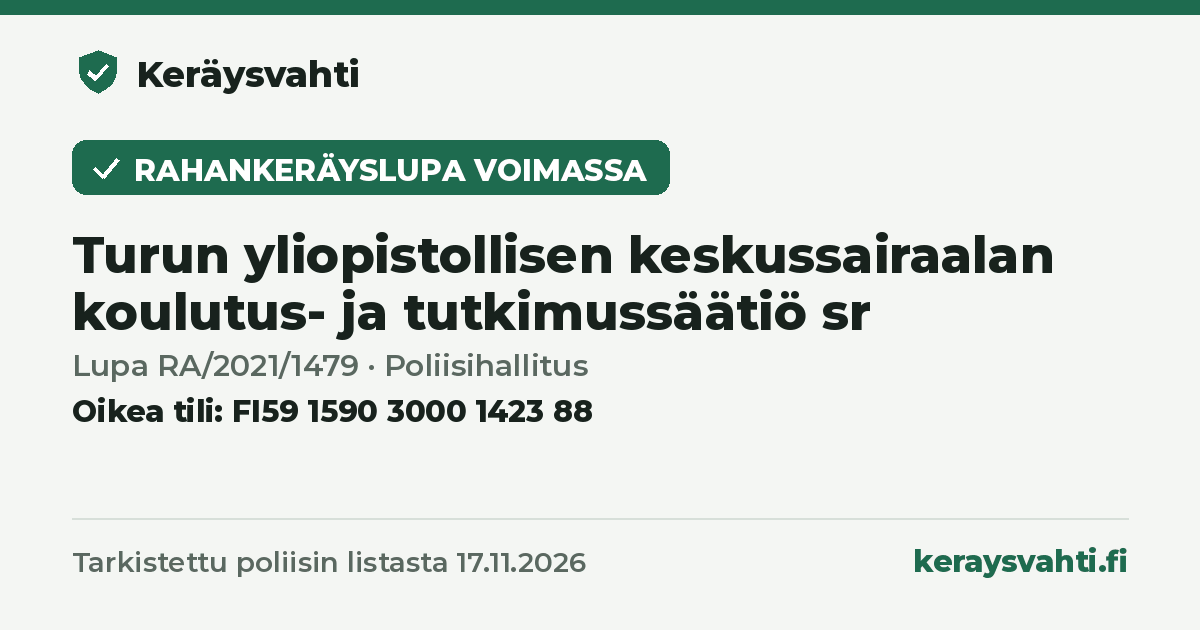 Keräysvahti
RAHANKERÄYSLUPA VOIMASSA
Turun yliopistollisen keskussairaalan
koulutus- ja tutkimussäätiö sr
Lupa RA/2021/1479 · Poliisihallitus
Oikea tili: FI59 1590 3000 1423 88
Tarkistettu poliisin listasta 17.11.2026
keraysvahti.fi